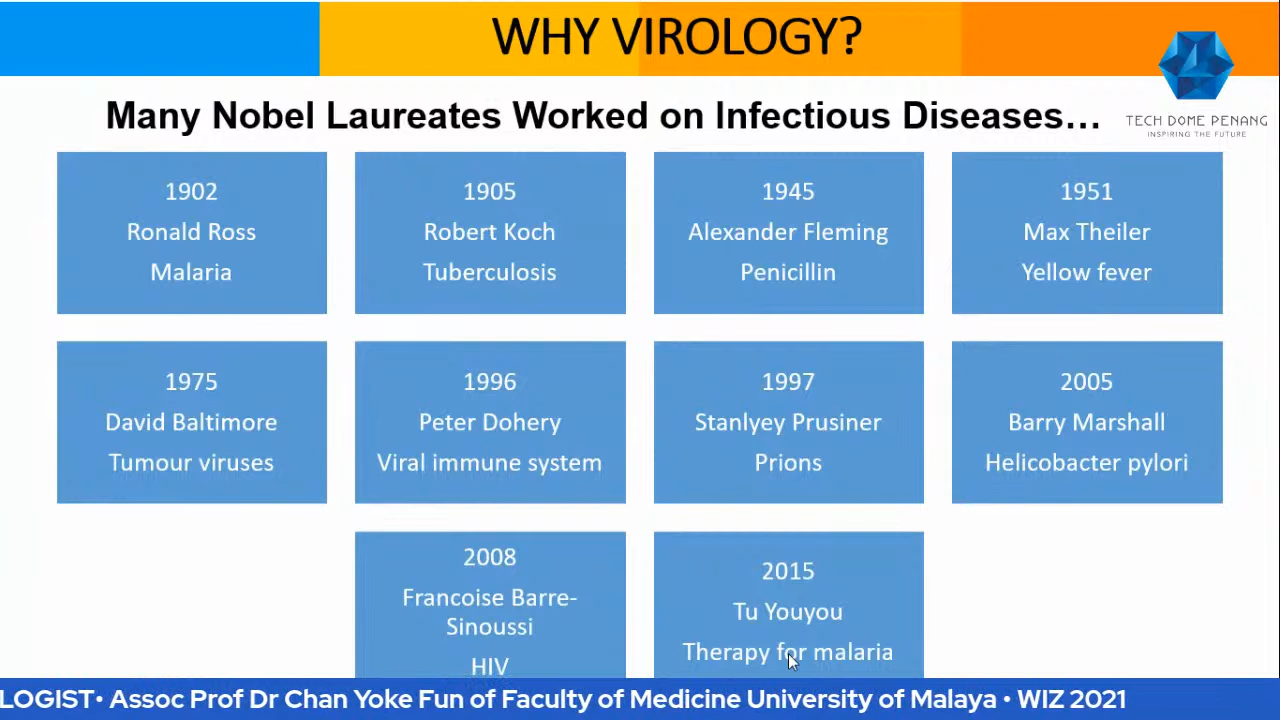 WHY VIROLOGY?
Many Nobel Laureates Worked on Infectious Diseases...
TECH DOME PENANG
INSPIRING THE FUTURE
1902
Ronald Ross
Malaria
1905
Robert Koch
Tuberculosis
1945
Alexander Fleming
Penicillin
1951
Max Theiler
Yellow fever
1975
David Baltimore
Tumour viruses
1996
Peter Dohery
Viral immune system
1997
Stanlyey Prusiner
Prions
2005
Barry Marshall
Helicobacter pylori
2008
Francoise Barre-
Sinoussi
HIV
2015
Tu Youyou
Therapy for malaria
LOGIST• Assoc Prof Dr Chan Yoke Fun of Faculty of Medicine University of Malaya • WIZ 2021